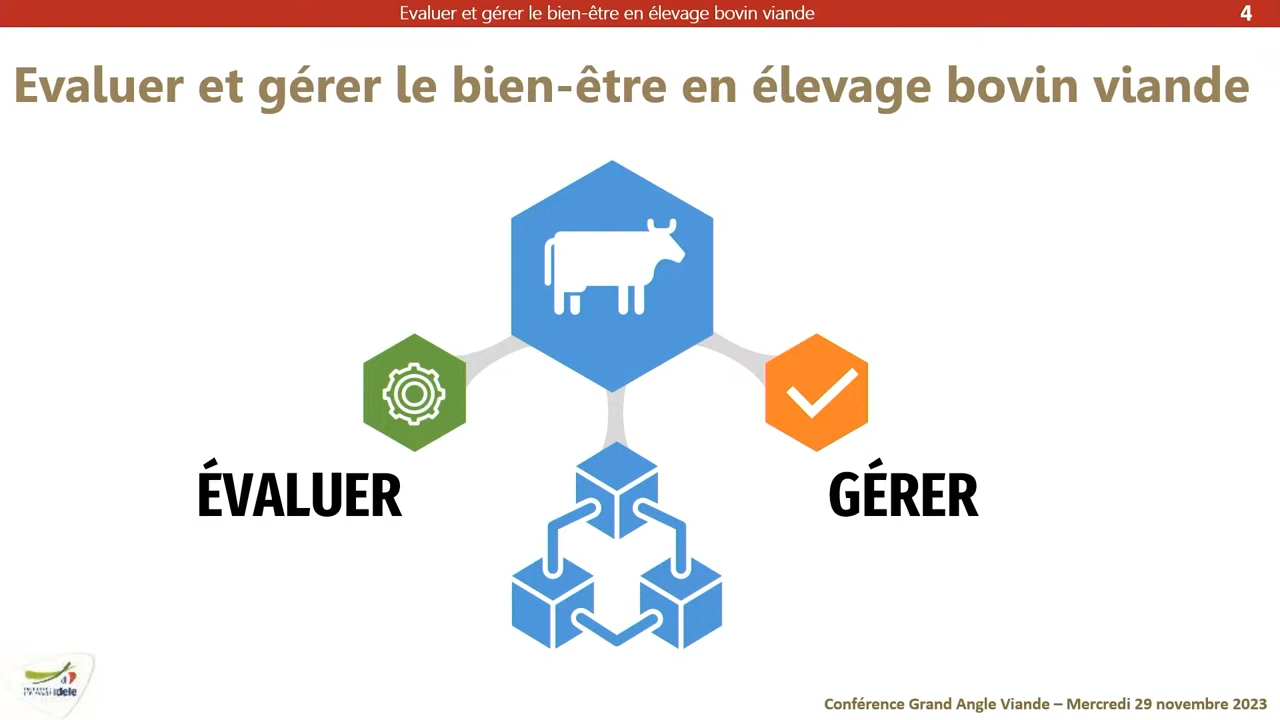 Evaluer et gérer le bien-être en élevage bovin viande
4
Evaluer et gérer le bien-être en élevage bovin viande
ÉVALUER
GÉRER
idele
Conférence Grand Angle Viande – Mercredi 29 novembre 2023